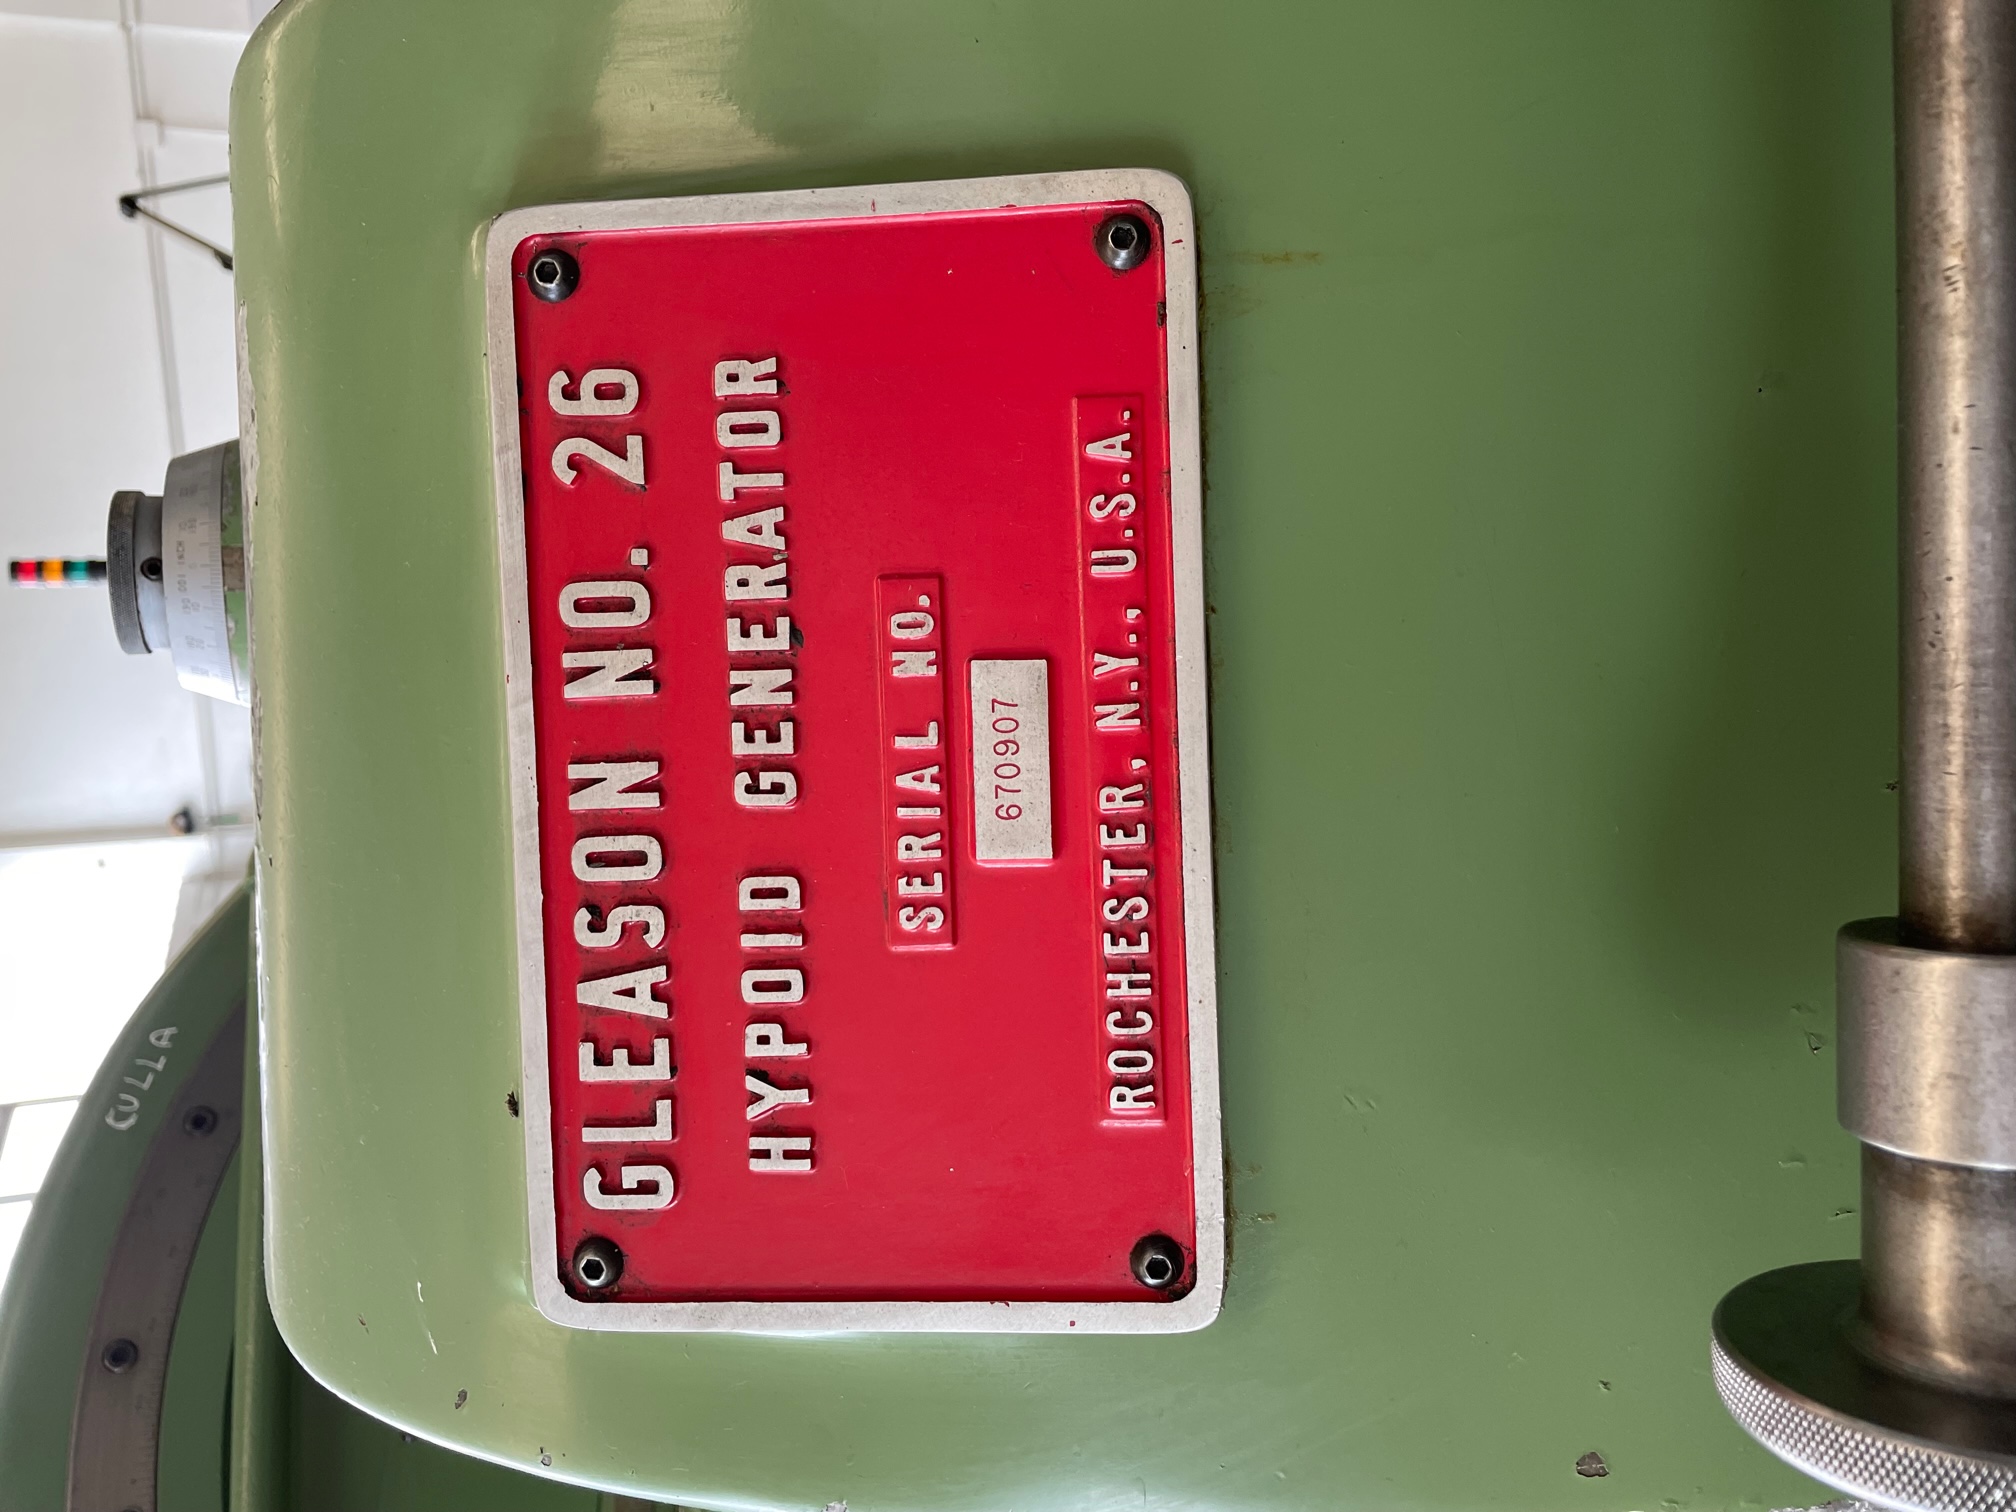 GLEASON NO. 26
HYPOID GENERATOR
SERIAL NO.
670907
ROCHESTER, N.Y., U.S.A.
CULLA